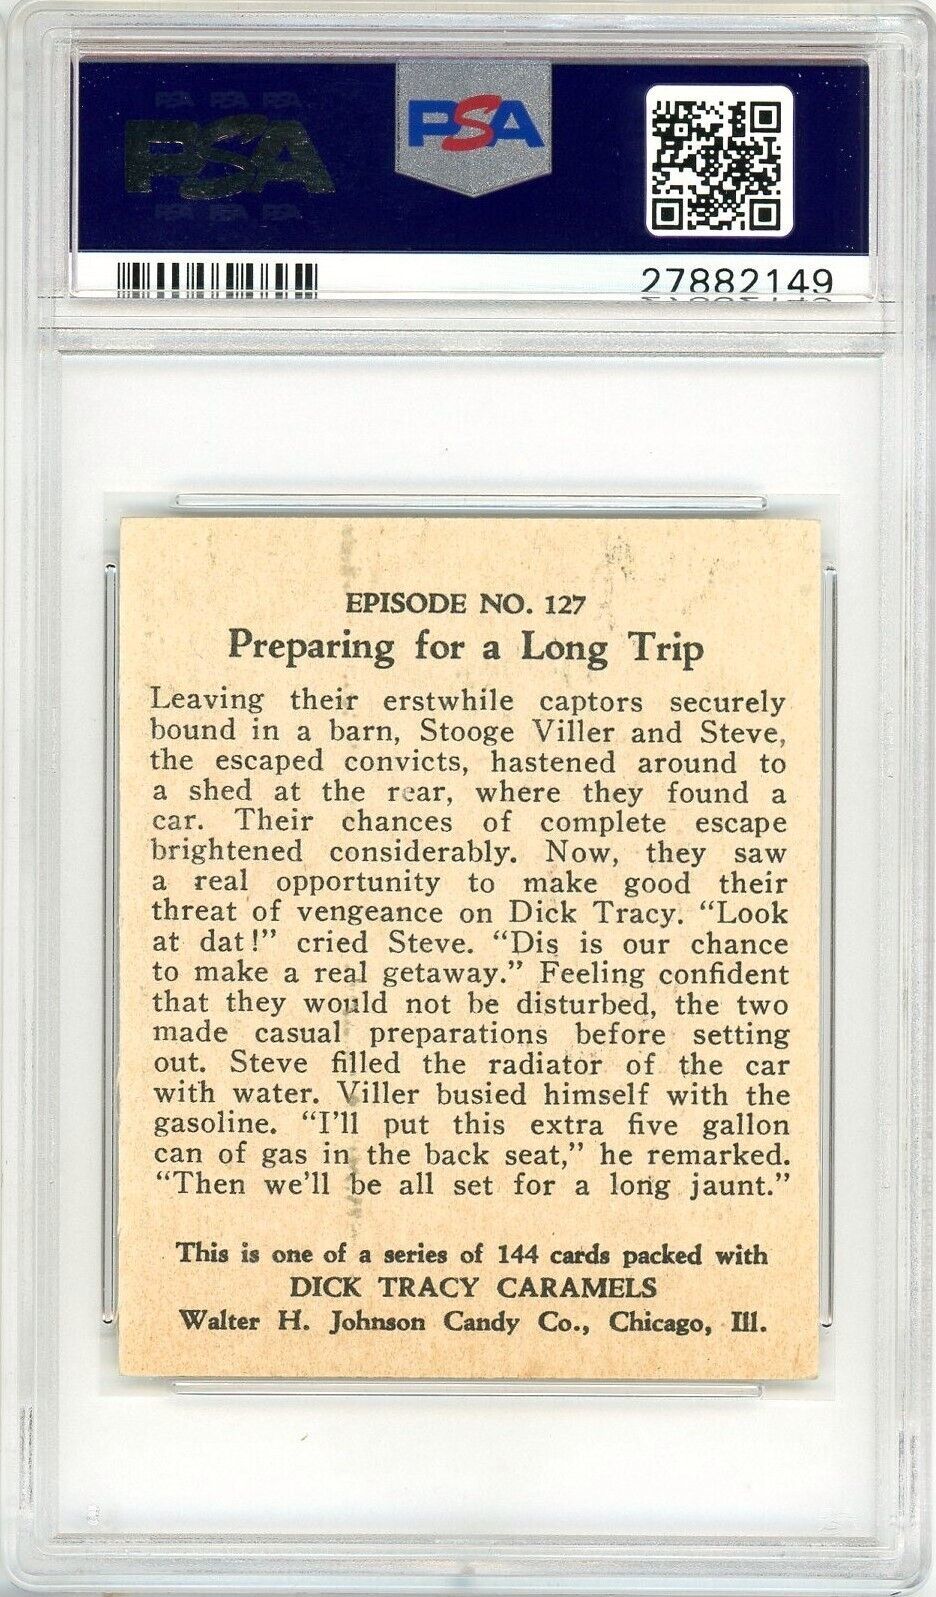 PSA PSA PSA
PSA
PSA PSA PSA
PSA
27882149
EPISODE NO. 127
Preparing for a Long Trip
Leaving their erstwhile captors securely
bound in a barn, Stooge Viller and Steve,
the escaped convicts, hastened around to
a shed at the rear, where they found a
car. Their chances of complete escape
brightened considerably. Now, they saw
a real opportunity to make good their
threat of vengeance on Dick Tracy. “Look
at dat!” cried Steve. “Dis is our chance
to make a real getaway.” Feeling confident
that they would not be disturbed, the two
made casual preparations before setting
out. Steve filled the radiator of the car
with water. Viller busied himself with the
gasoline. “I'll put this extra five gallon
can of gas in the back seat,” he remarked.
“Then we'll be all set for a long jaunt.”
This is one of a series of 144 cards packed with
DICK TRACY CARAMELS
Walter H. Johnson Candy Co., Chicago, Ill.